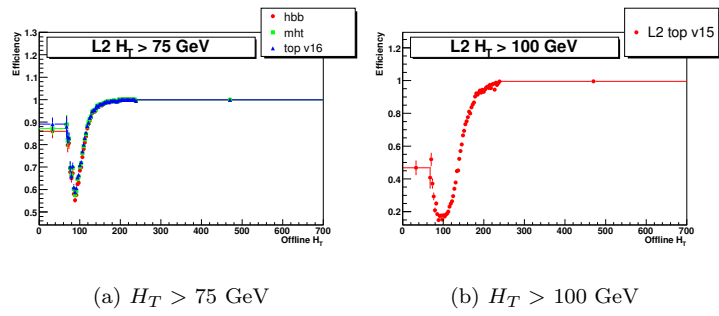 L2 H_T > 75 GeV
hbb
mht
top v16
Efficiency
1.3
1.2
1.1
1
0.9
0.8
0.7
0.6
0.5
0 100 200 300 400 500 600 700
Offline H_T
(a) H_T > 75 GeV
L2 H_T > 100 GeV
L2 top v15
Efficiency
1.2
1
0.8
0.6
0.4
0.2
0 100 200 300 400 500 600 700
Offline H_T
(b) H_T > 100 GeV